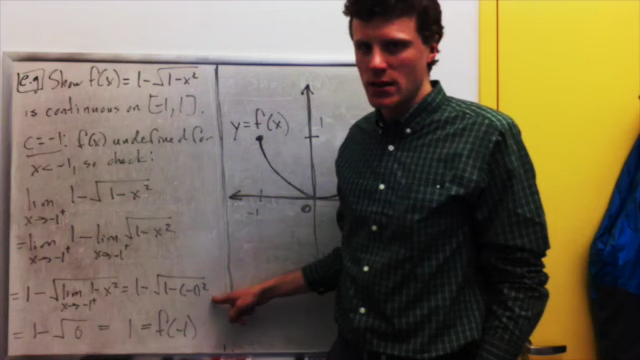 e.g Show f(x) = 1 - √(1-x²)
is continuous on [-1, 1].
c = -1: f(x) undefined for
x < -1, so check:
lim x→-1⁺ 1 - √(1-x²)
= lim x→-1⁺ 1 - lim x→-1⁺ √(1-x²)
= 1 - √(lim x→-1⁺ 1-x²) = 1 - √(1-(-1)²)
= 1 - √0 = 1 = f(-1)
y = f(x)
1
-1
0